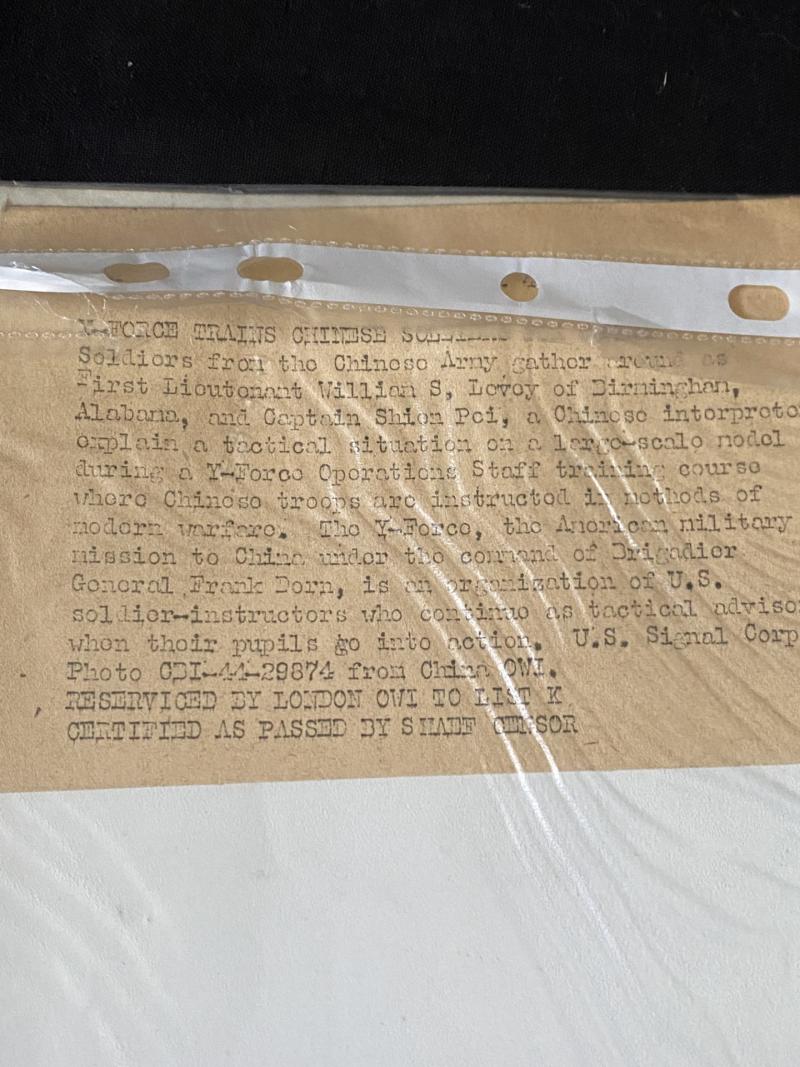 Y-FORCE TRAINS CHINESE
Soldiers from the Chinese Army gather around as
First Lieutenant William S, Levoy of Birmingham,
Alabama, and Captain Shion Pei, a Chinese interprete
explain a tactical situation on a large-scale model
during a Y-Force Operations Staff training course
where Chinese troops are instructed in methods of
modern warfare. The Y-Force, the American military
mission to China under the command of Brigadier
General Frank Dorn, is an organization of U.S.
soldier-instructors who continue as tactical adviso
when their pupils go into action. U.S. Signal Corp
Photo CBI-44-29874 from China OWI.
RESERVICED BY LONDON OWI TO LIST K
CERTIFIED AS PASSED BY SHAEF CENSOR